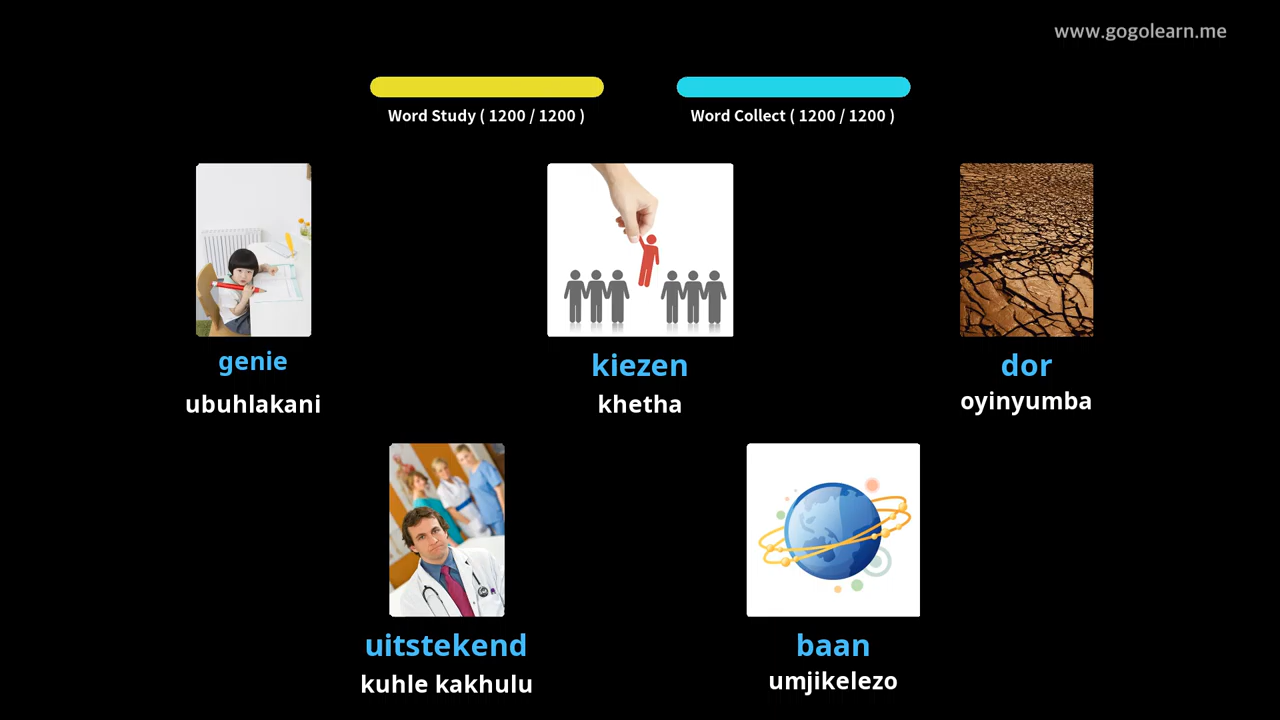 www.gogolearn.me
Word Study ( 1200 / 1200 )
Word Collect ( 1200 / 1200 )
genie
ubuhlakani
kiezen
khetha
dor
oyinyumba
uitstekend
kuhle kakhulu
baan
umjikelezo